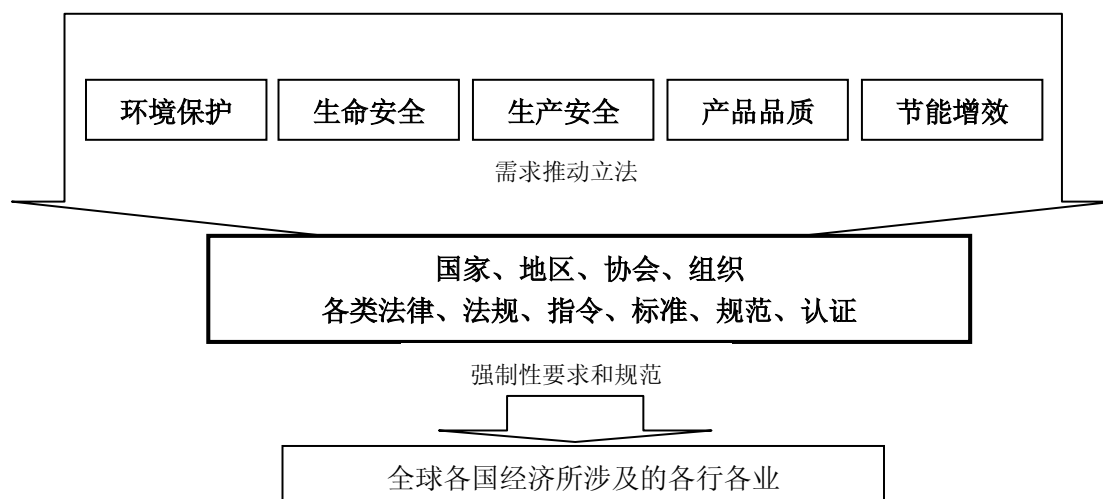 环境保护 生命安全 生产安全 产品品质 节能增效
需求推动立法
国家、地区、协会、组织
各类法律、法规、指令、标准、规范、认证
强制性要求和规范
全球各国经济所涉及的各行各业